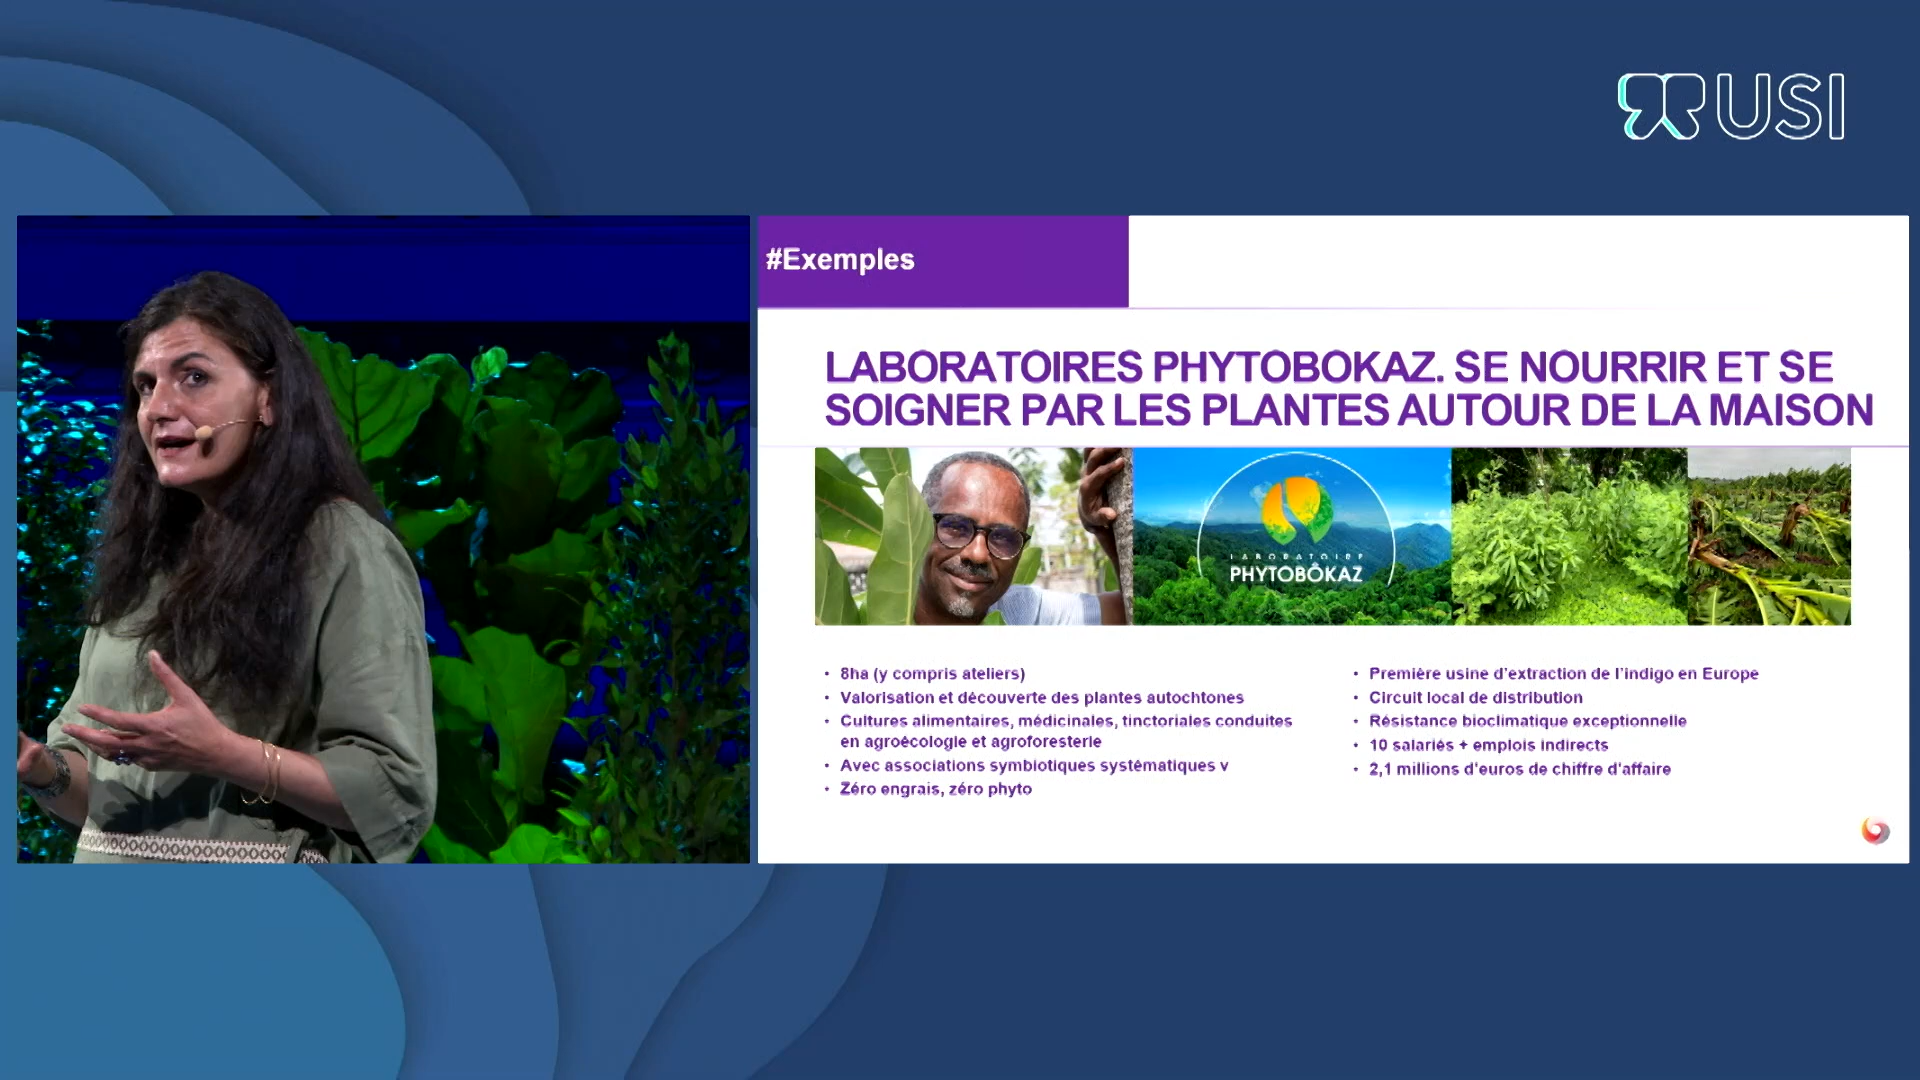 USI
#Exemples
LABORATOIRES PHYTOBOKAZ. SE NOURRIR ET SE
SOIGNER PAR LES PLANTES AUTOUR DE LA MAISON
LABORATOIRE
PHYTOBÔKAZ
• 8ha (y compris ateliers)
• Valorisation et découverte des plantes autochtones
• Cultures alimentaires, médicinales, tinctoriales conduites
en agroécologie et agroforesterie
• Avec associations symbiotiques systématiques v
• Zéro engrais, zéro phyto
• Première usine d'extraction de l'indigo en Europe
• Circuit local de distribution
• Résistance bioclimatique exceptionnelle
• 10 salariés + emplois indirects
• 2,1 millions d'euros de chiffre d'affaire